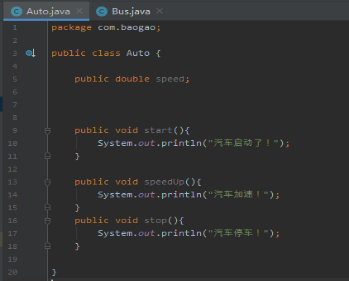 Auto.java Bus.java
1 package com.baogao;
2
3 public class Auto {
4
5 public double speed;
6
7
8
9 public void start(){
10 System.out.println("汽车启动了！");
11 }
12
13 public void speedUp(){
14 System.out.println("汽车加速！");
15 }
16 public void stop(){
17 System.out.println("汽车停车！");
18 }
19
20 }